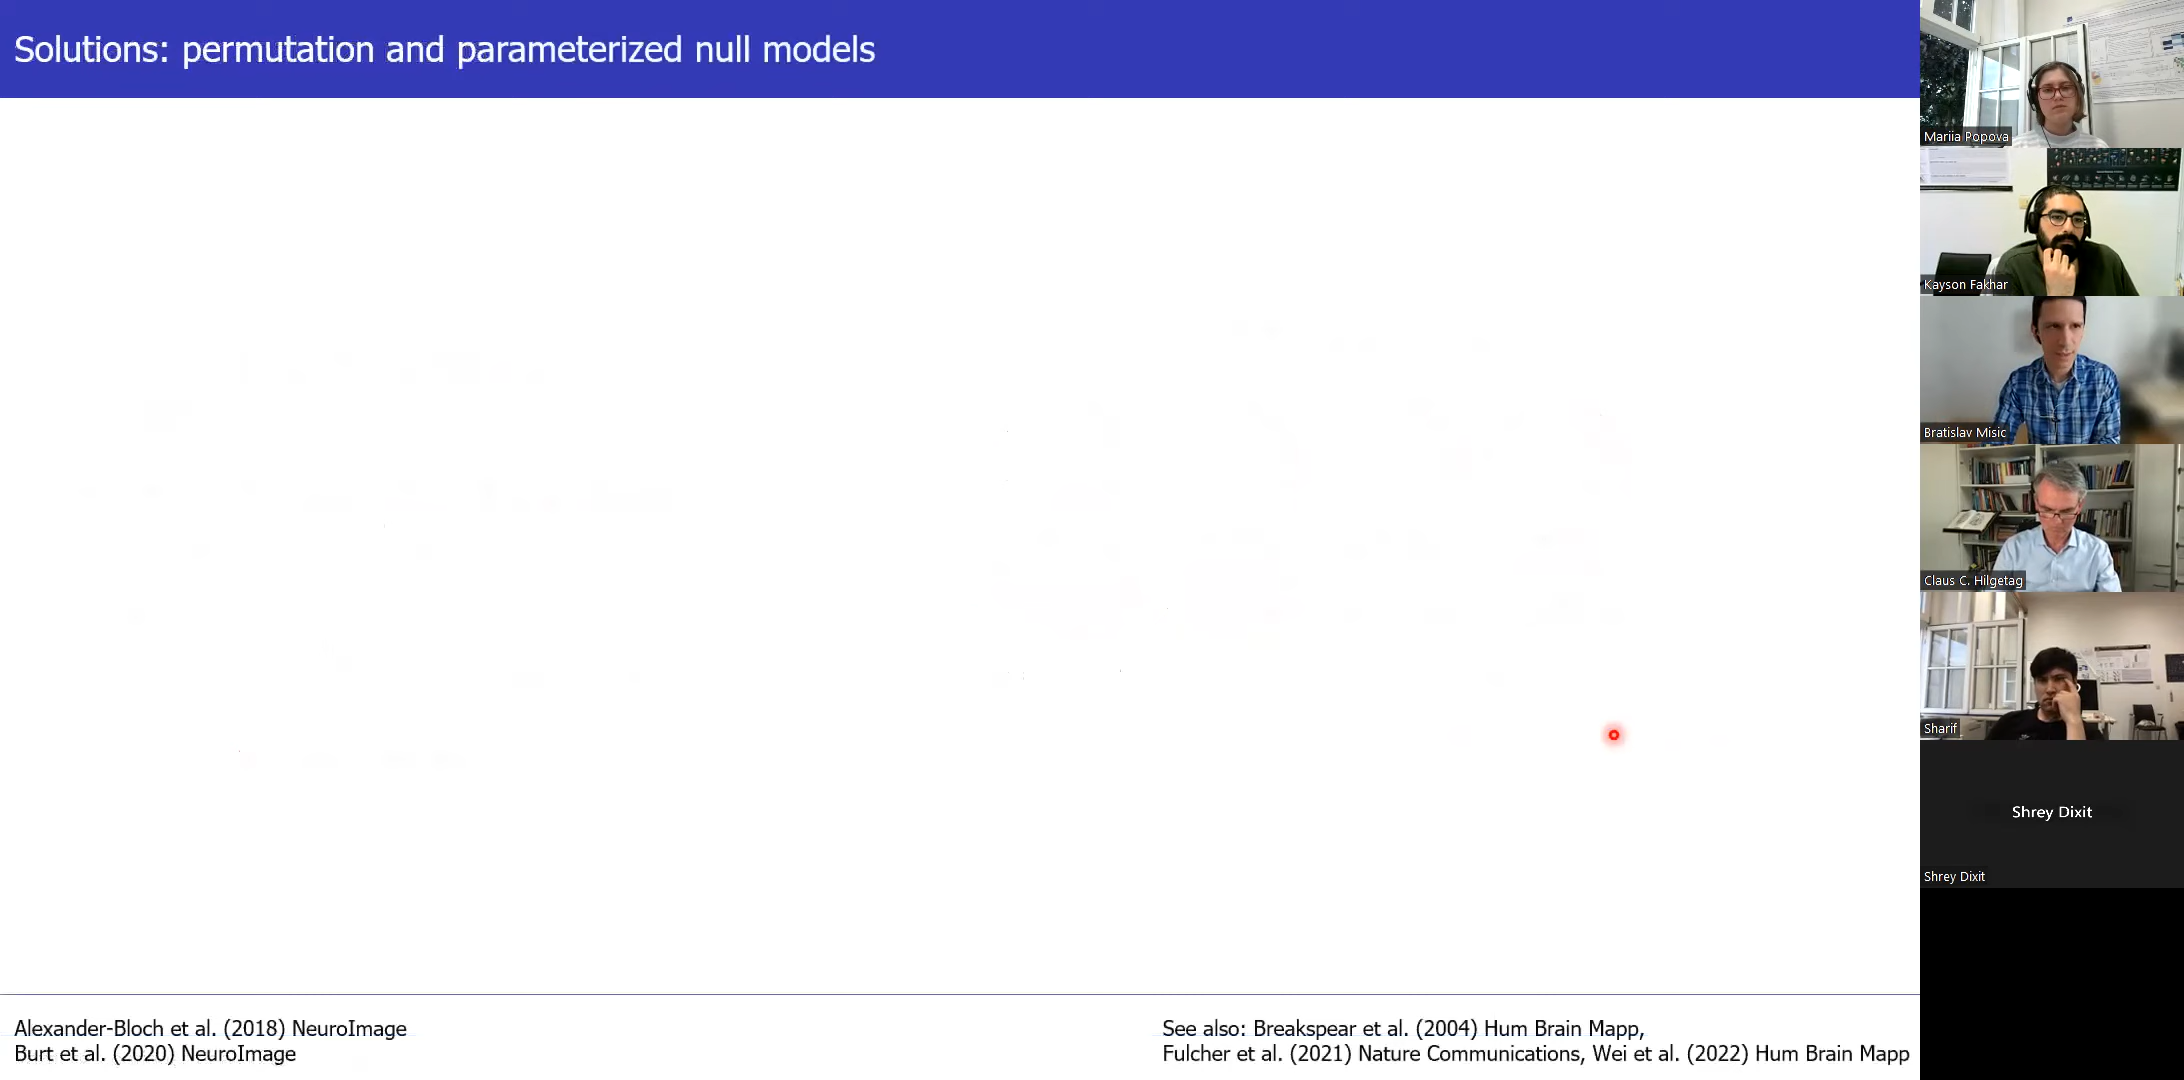 Solutions: permutation and parameterized null models
Alexander-Bloch et al. (2018) NeuroImage
Burt et al. (2020) NeuroImage
See also: Breakspear et al. (2004) Hum Brain Mapp,
Fulcher et al. (2021) Nature Communications, Wei et al. (2022) Hum Brain Mapp
Mariia Popova
Kayson Fakhar
Bratislav Misic
Claus C. Hilgetag
Sharif
Shrey Dixit
Shrey Dixit